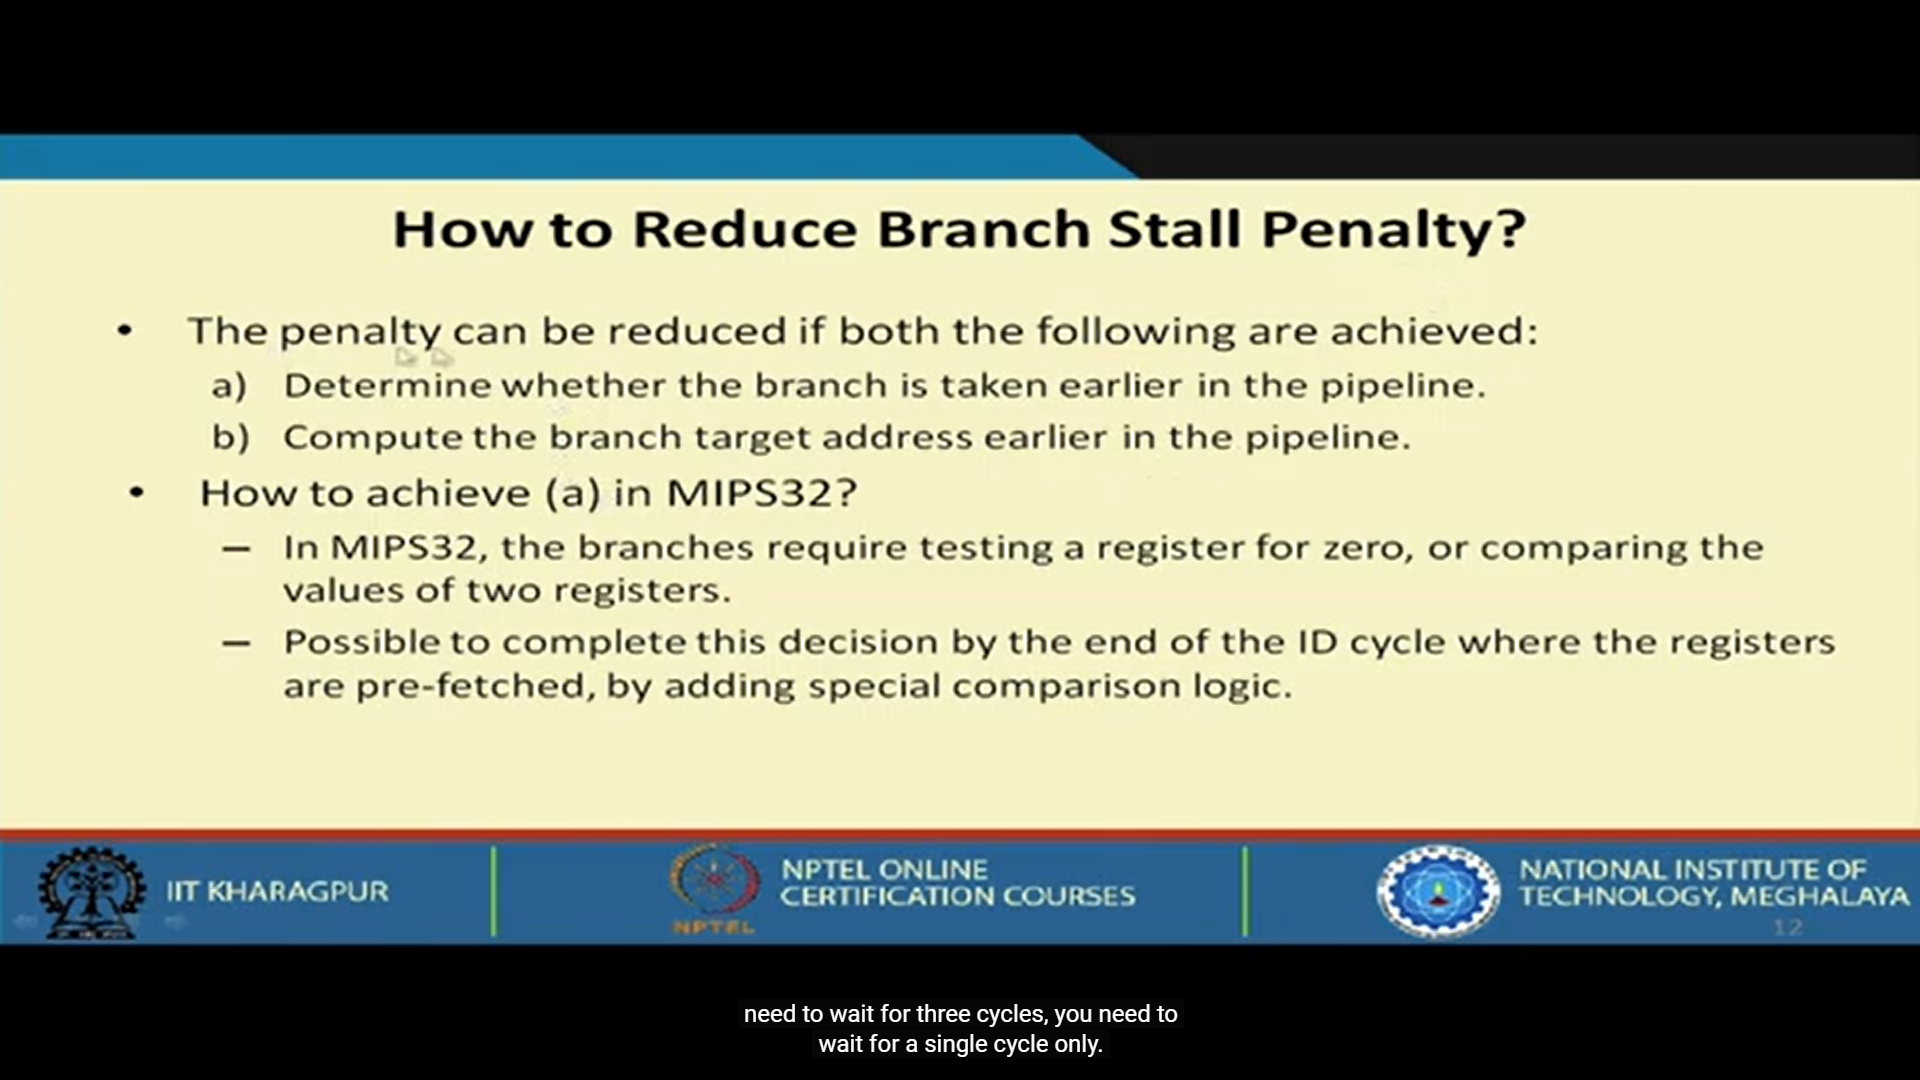 How to Reduce Branch Stall Penalty?
• The penalty can be reduced if both the following are achieved:
a) Determine whether the branch is taken earlier in the pipeline.
b) Compute the branch target address earlier in the pipeline.
• How to achieve (a) in MIPS32?
– In MIPS32, the branches require testing a register for zero, or comparing the
values of two registers.
– Possible to complete this decision by the end of the ID cycle where the registers
are pre-fetched, by adding special comparison logic.
IIT KHARAGPUR
NPTEL
NPTEL ONLINE
CERTIFICATION COURSES
NATIONAL INSTITUTE OF
TECHNOLOGY, MEGHALAYA
12
need to wait for three cycles, you need to
wait for a single cycle only.